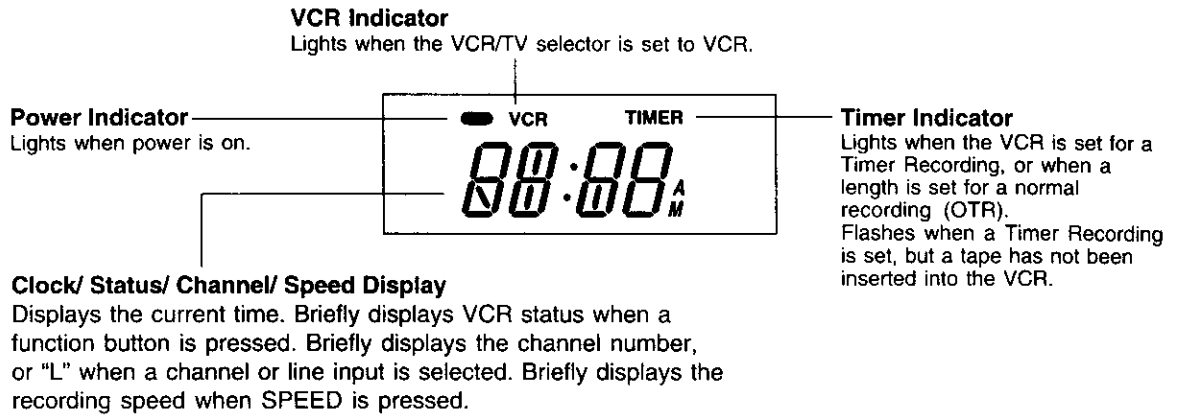 VCR Indicator
Lights when the VCR/TV selector is set to VCR.
Power Indicator
Lights when power is on.
VCR TIMER
88:88
A
M
Timer Indicator
Lights when the VCR is set for a
Timer Recording, or when a
length is set for a normal
recording (OTR).
Flashes when a Timer Recording
is set, but a tape has not been
inserted into the VCR.
Clock/ Status/ Channel/ Speed Display
Displays the current time. Briefly displays VCR status when a
function button is pressed. Briefly displays the channel number,
or "L" when a channel or line input is selected. Briefly displays the
recording speed when SPEED is pressed.